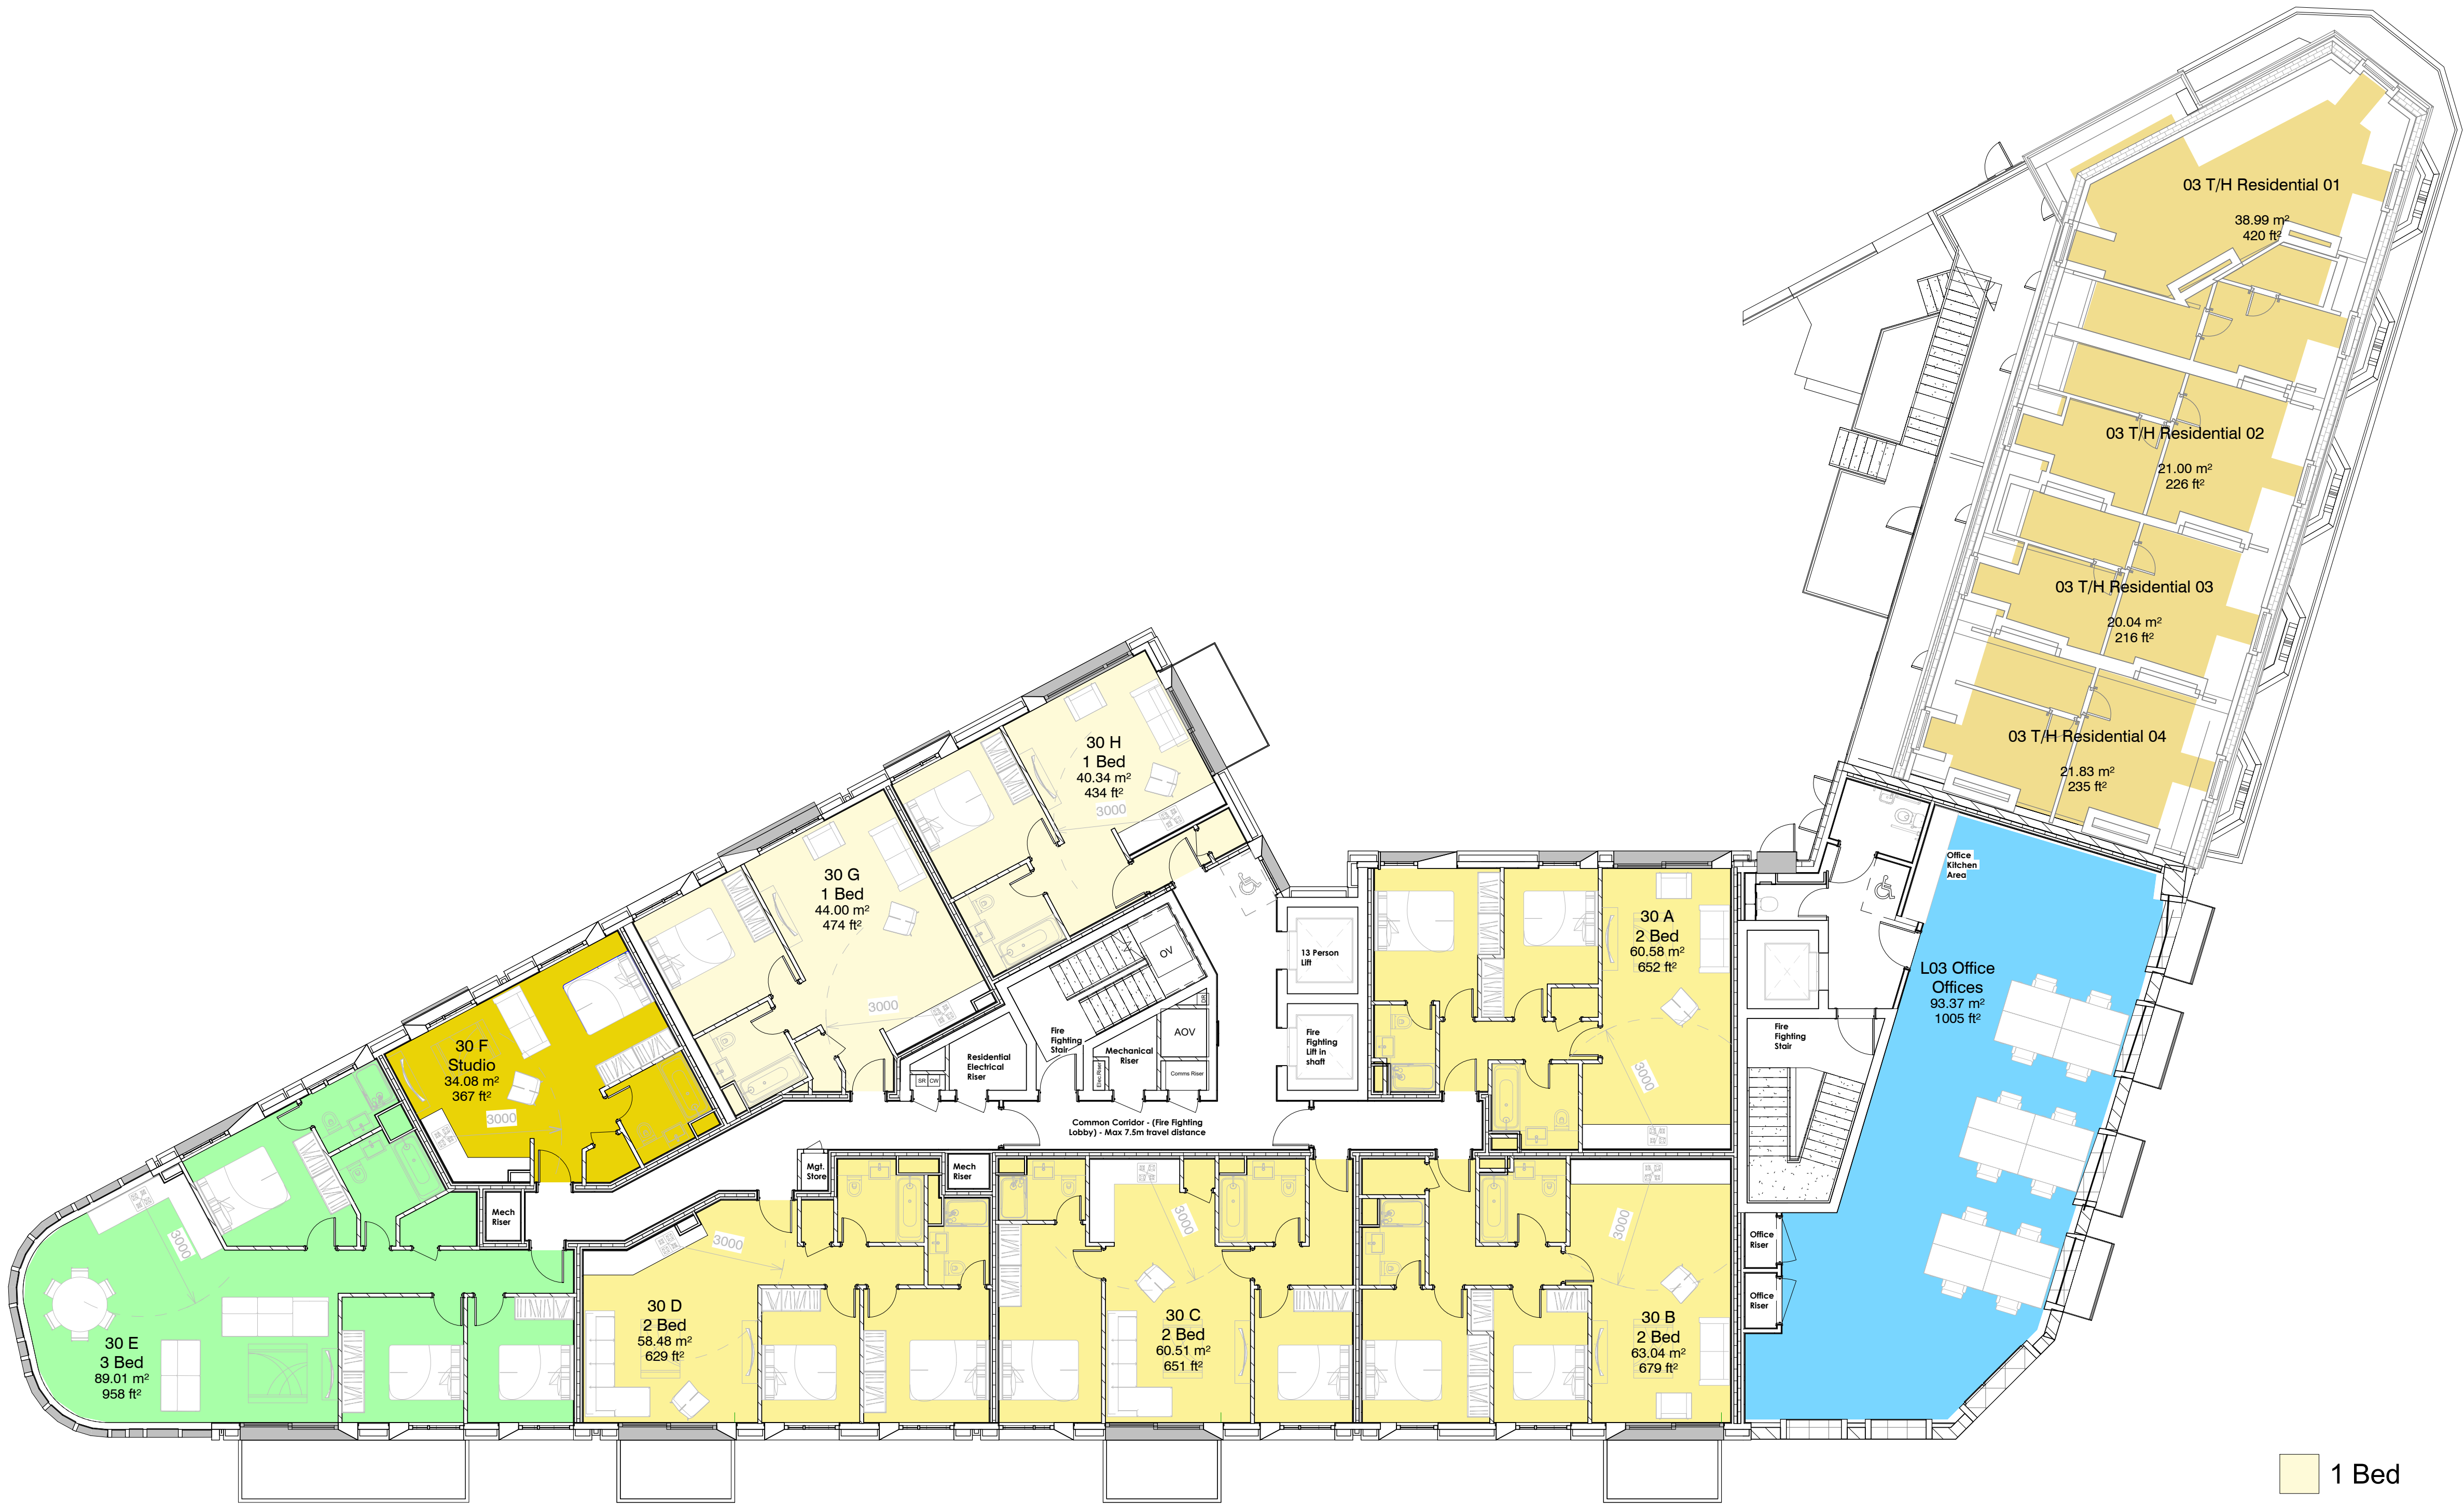 03 T/H Residential 01
38.99 m²
420 ft²
03 T/H Residential 02
21.00 m²
226 ft²
03 T/H Residential 03
20.04 m²
216 ft²
03 T/H Residential 04
21.83 m²
235 ft²
30 H
1 Bed
40.34 m²
434 ft²
3000
30 G
1 Bed
44.00 m²
474 ft²
3000
30 F
Studio
34.08 m²
367 ft²
3000
30 E
3 Bed
89.01 m²
958 ft²
3000
30 D
2 Bed
58.48 m²
629 ft²
3000
30 C
2 Bed
60.51 m²
651 ft²
3000
30 B
2 Bed
63.04 m²
679 ft²
3000
30 A
2 Bed
60.58 m²
652 ft²
3000
L03 Office
Offices
93.37 m²
1005 ft²
Office
Kitchen
Area
Fire
Fighting
Stair
Office
Riser
Office
Riser
13 Person
Lift
Fire
Fighting
Lift in
shaft
OV
SR
AOV
Comms Riser
Elec.Riser
Mechanical
Riser
Fire
Fighting
Stair
Residential
Electrical
Riser
SR
CW
Common Corridor - (Fire Fighting
Lobby) - Max 7.5m travel distance
Mgt.
Store
Mech
Riser
Mech
Riser
1 Bed